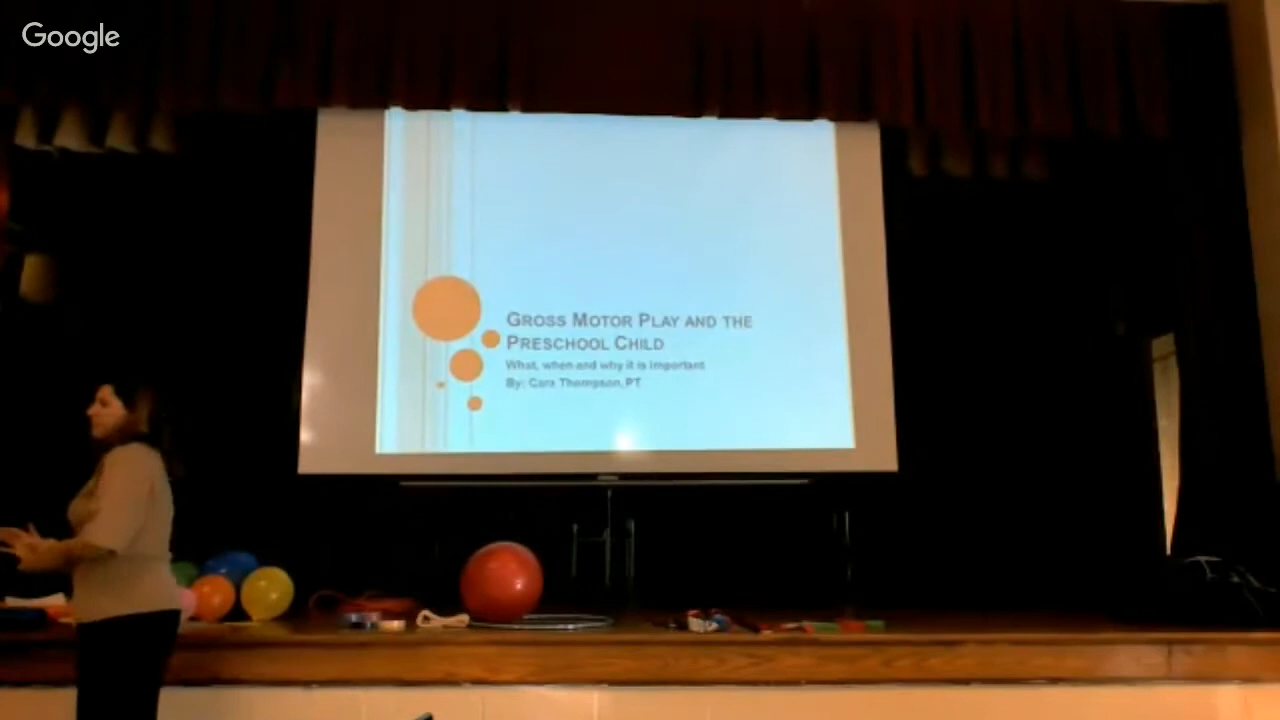 Google
GROSS MOTOR PLAY AND THE
PRESCHOOL CHILD
What, when and why it is important
By: Cara Thompson, PT